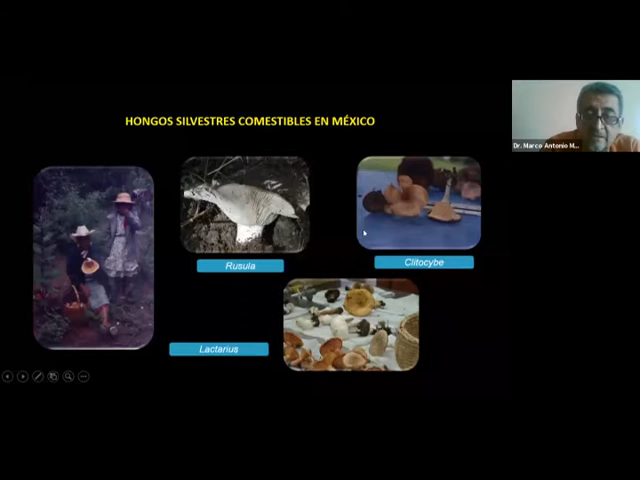 HONGOS SILVESTRES COMESTIBLES EN MÉXICO
Dr. Marco Antonio M...
Rusula
Clitocybe
Lactarius